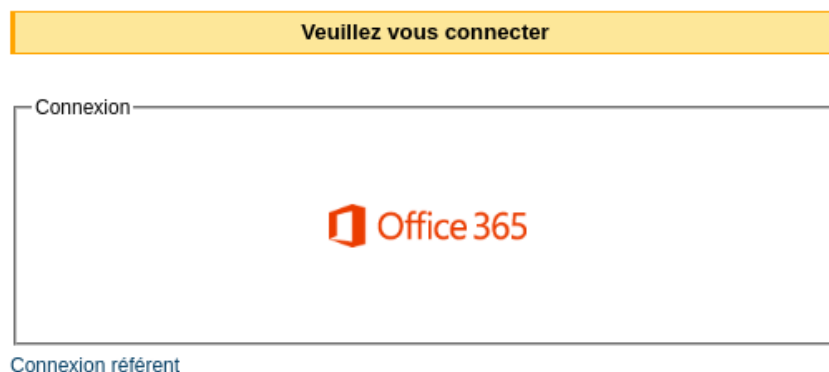 Veuillez vous connecter
Connexion
Office 365
Connexion référent